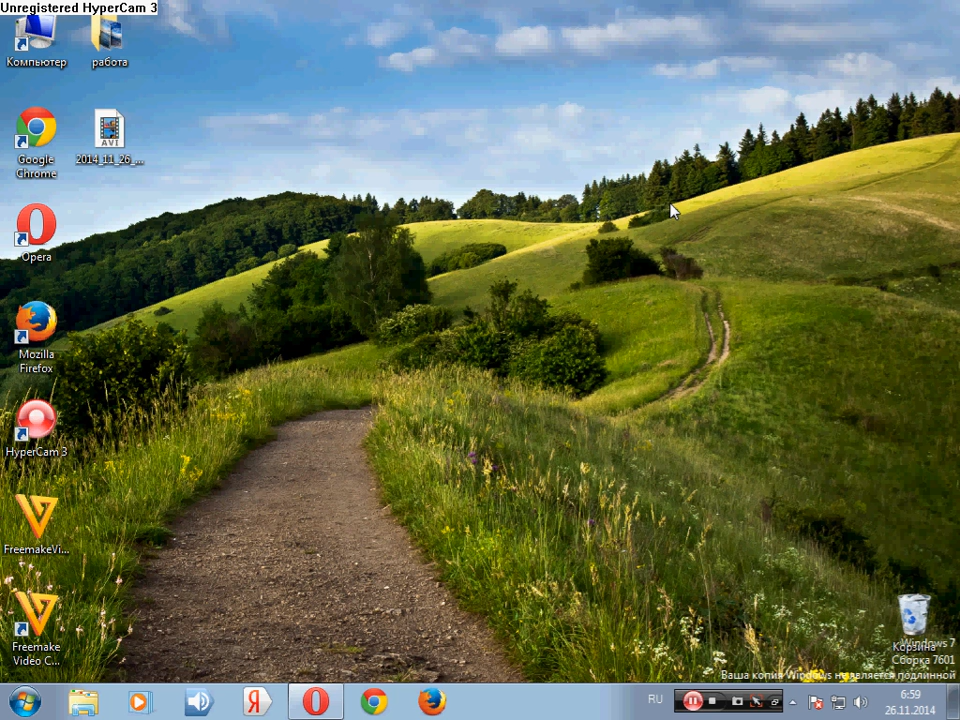 Unregistered HyperCam 3
Компьютер
работа
Google
Chrome
2014_11_26_...
Opera
Mozilla
Firefox
HyperCam 3
FreemakeVi...
Freemake
Video C...
Корзина
Windows 7
Сборка 7601
Ваша копия Windows не является подлинной
RU
6:59
26.11.2014
AVI
Я